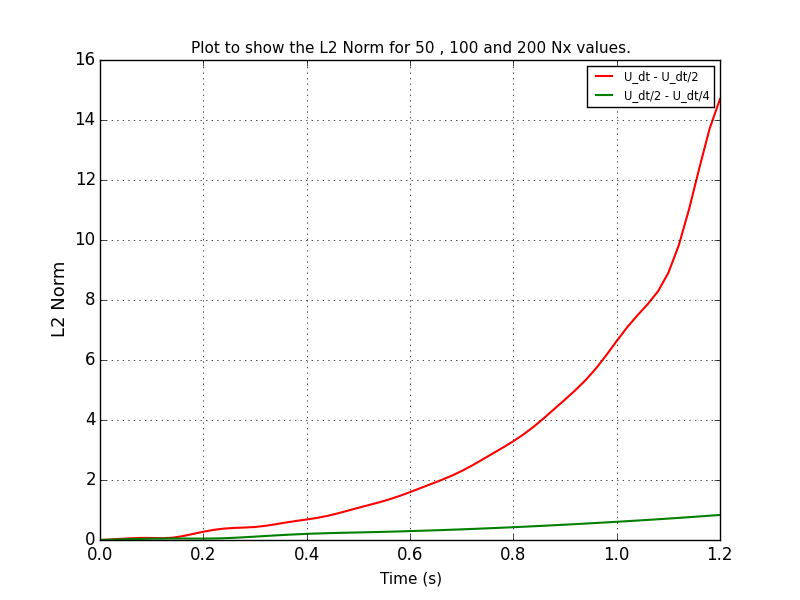 Plot to show the L2 Norm for 50 , 100 and 200 Nx values.
U_dt - U_dt/2
U_dt/2 - U_dt/4
16
14
12
10
8
6
4
2
0
L2 Norm
0.0 0.2 0.4 0.6 0.8 1.0 1.2
Time (s)